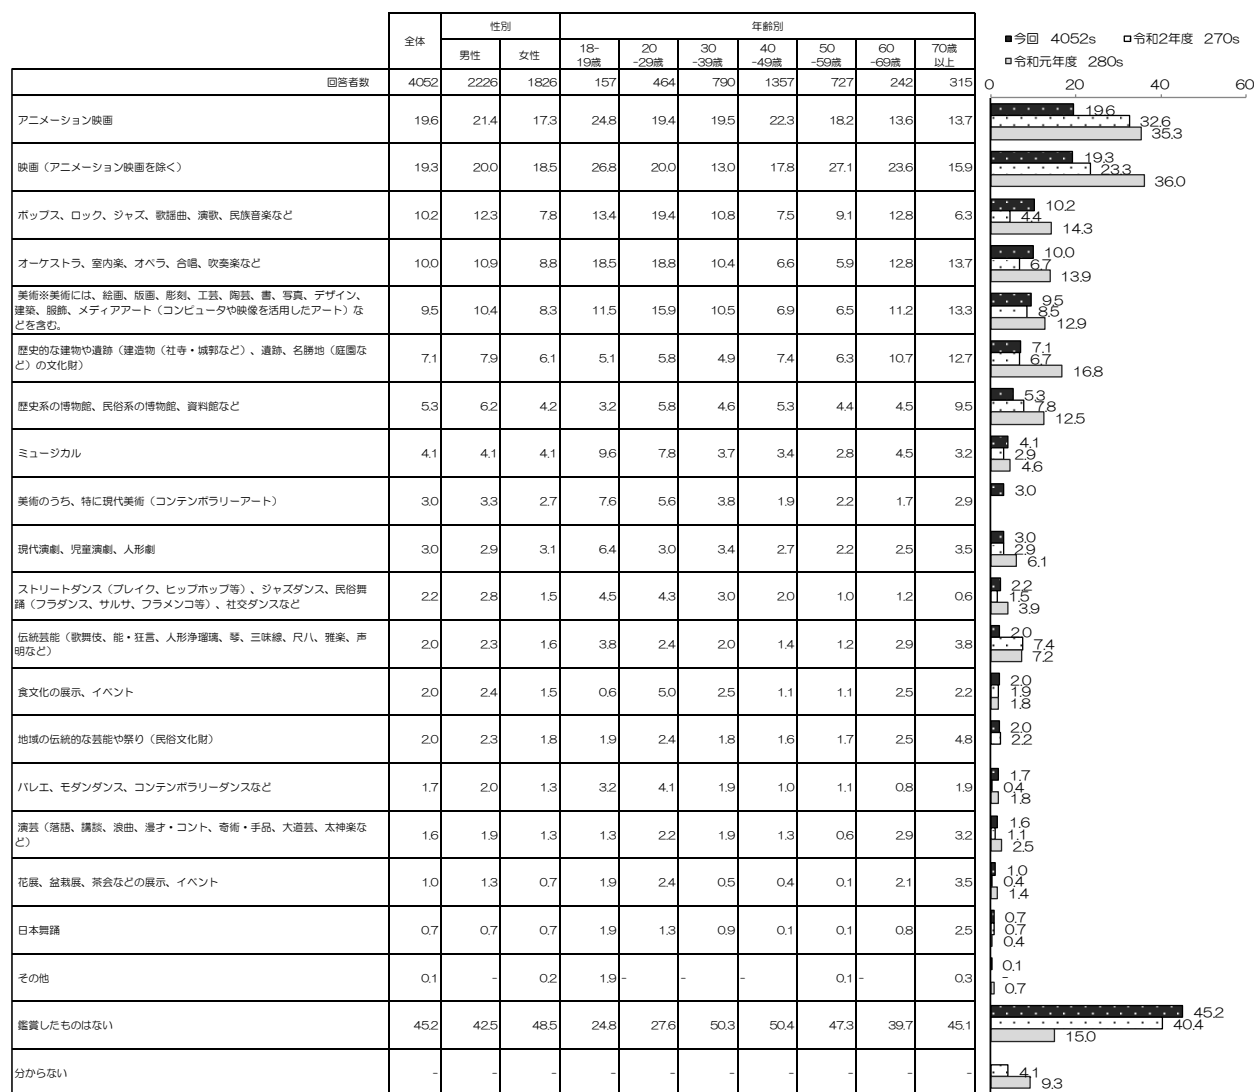 性別 年齢別
全体 男性 女性 18-19歳 20-29歳 30-39歳 40-49歳 50-59歳 60-69歳 70歳以上
■今回 4052s □令和2年度 270s
□令和元年度 280s
回答者数 4052 2226 1826 157 464 790 1357 727 242 315
0 20 40 60
アニメーション映画 19.6 21.4 17.3 24.8 19.4 19.5 22.3 18.2 13.6 13.7 19.6 32.6 35.3
映画（アニメーション映画を除く） 19.3 20.0 18.5 26.8 20.0 13.0 17.8 27.1 23.6 15.9 19.3 23.3 36.0
ポップス、ロック、ジャズ、歌謡曲、演歌、民族音楽など 10.2 12.3 7.8 13.4 19.4 10.8 7.5 9.1 12.8 6.3 10.2 4.4 14.3
オーケストラ、室内楽、オペラ、合唱、吹奏楽など 10.0 10.9 8.8 18.5 18.8 10.4 6.6 5.9 12.8 13.7 10.0 6.7 13.9
美術※美術には、絵画、版画、彫刻、工芸、陶芸、書、写真、デザイン、
建築、服飾、メディアアート（コンピュータや映像を活用したアート）な
どを含む。 9.5 10.4 8.3 11.5 15.9 10.5 6.9 6.5 11.2 13.3 9.5 8.5 12.9
歴史的な建物や遺跡（建造物（社寺・城郭など）、遺跡、名勝地（庭園な
ど）の文化財） 7.1 7.9 6.1 5.1 5.8 4.9 7.4 6.3 10.7 12.7 7.1 6.7 16.8
歴史系の博物館、民俗系の博物館、資料館など 5.3 6.2 4.2 3.2 5.8 4.6 5.3 4.4 4.5 9.5 5.3 7.8 12.5
ミュージカル 4.1 4.1 4.1 9.6 7.8 3.7 3.4 2.8 4.5 3.2 4.1 2.9 4.6
美術のうち、特に現代美術（コンテンポラリーアート） 3.0 3.3 2.7 7.6 5.6 3.8 1.9 2.2 1.7 2.9 3.0
現代演劇、児童演劇、人形劇 3.0 2.9 3.1 6.4 3.0 3.4 2.7 2.2 2.5 3.5 3.0 2.9 6.1
ストリートダンス（ブレイク、ヒップホップ等）、ジャズダンス、民俗舞
踊（フラダンス、サルサ、フラメンコ等）、社交ダンスなど 2.2 2.8 1.5 4.5 4.3 3.0 2.0 1.0 1.2 0.6 2.2 1.5 3.9
伝統芸能（歌舞伎、能・狂言、人形浄瑠璃、琴、三味線、尺八、雅楽、声
明など） 2.0 2.3 1.6 3.8 2.4 2.0 1.4 1.2 2.9 3.8 2.0 7.4 7.2
食文化の展示、イベント 2.0 2.4 1.5 0.6 5.0 2.5 1.1 1.1 2.5 2.2 2.0 1.9 1.8
地域の伝統的な芸能や祭り（民俗文化財） 2.0 2.3 1.8 1.9 2.4 1.8 1.6 1.7 2.5 4.8 2.0 2.2
バレエ、モダンダンス、コンテンポラリーダンスなど 1.7 2.0 1.3 3.2 4.1 1.9 1.0 1.1 0.8 1.9 1.7 0.4 1.8
演芸（落語、講談、浪曲、漫才・コント、奇術・手品、大道芸、太神楽な
ど） 1.6 1.9 1.3 1.3 2.2 1.9 1.3 0.6 2.9 3.2 1.6 1.1 2.5
花展、盆栽展、茶会などの展示、イベント 1.0 1.3 0.7 1.9 2.4 0.5 0.4 0.1 2.1 3.5 1.0 0.4 1.4
日本舞踊 0.7 0.7 0.7 1.9 1.3 0.9 0.1 0.1 0.8 2.5 0.7 0.7 0.4
その他 0.1 - 0.2 1.9 - - - 0.1 - 0.3 0.1 - 0.7
鑑賞したものはない 45.2 42.5 48.5 24.8 27.6 50.3 50.4 47.3 39.7 45.1 45.2 40.4 15.0
分からない - - - - - - - - - - 4.1 9.3